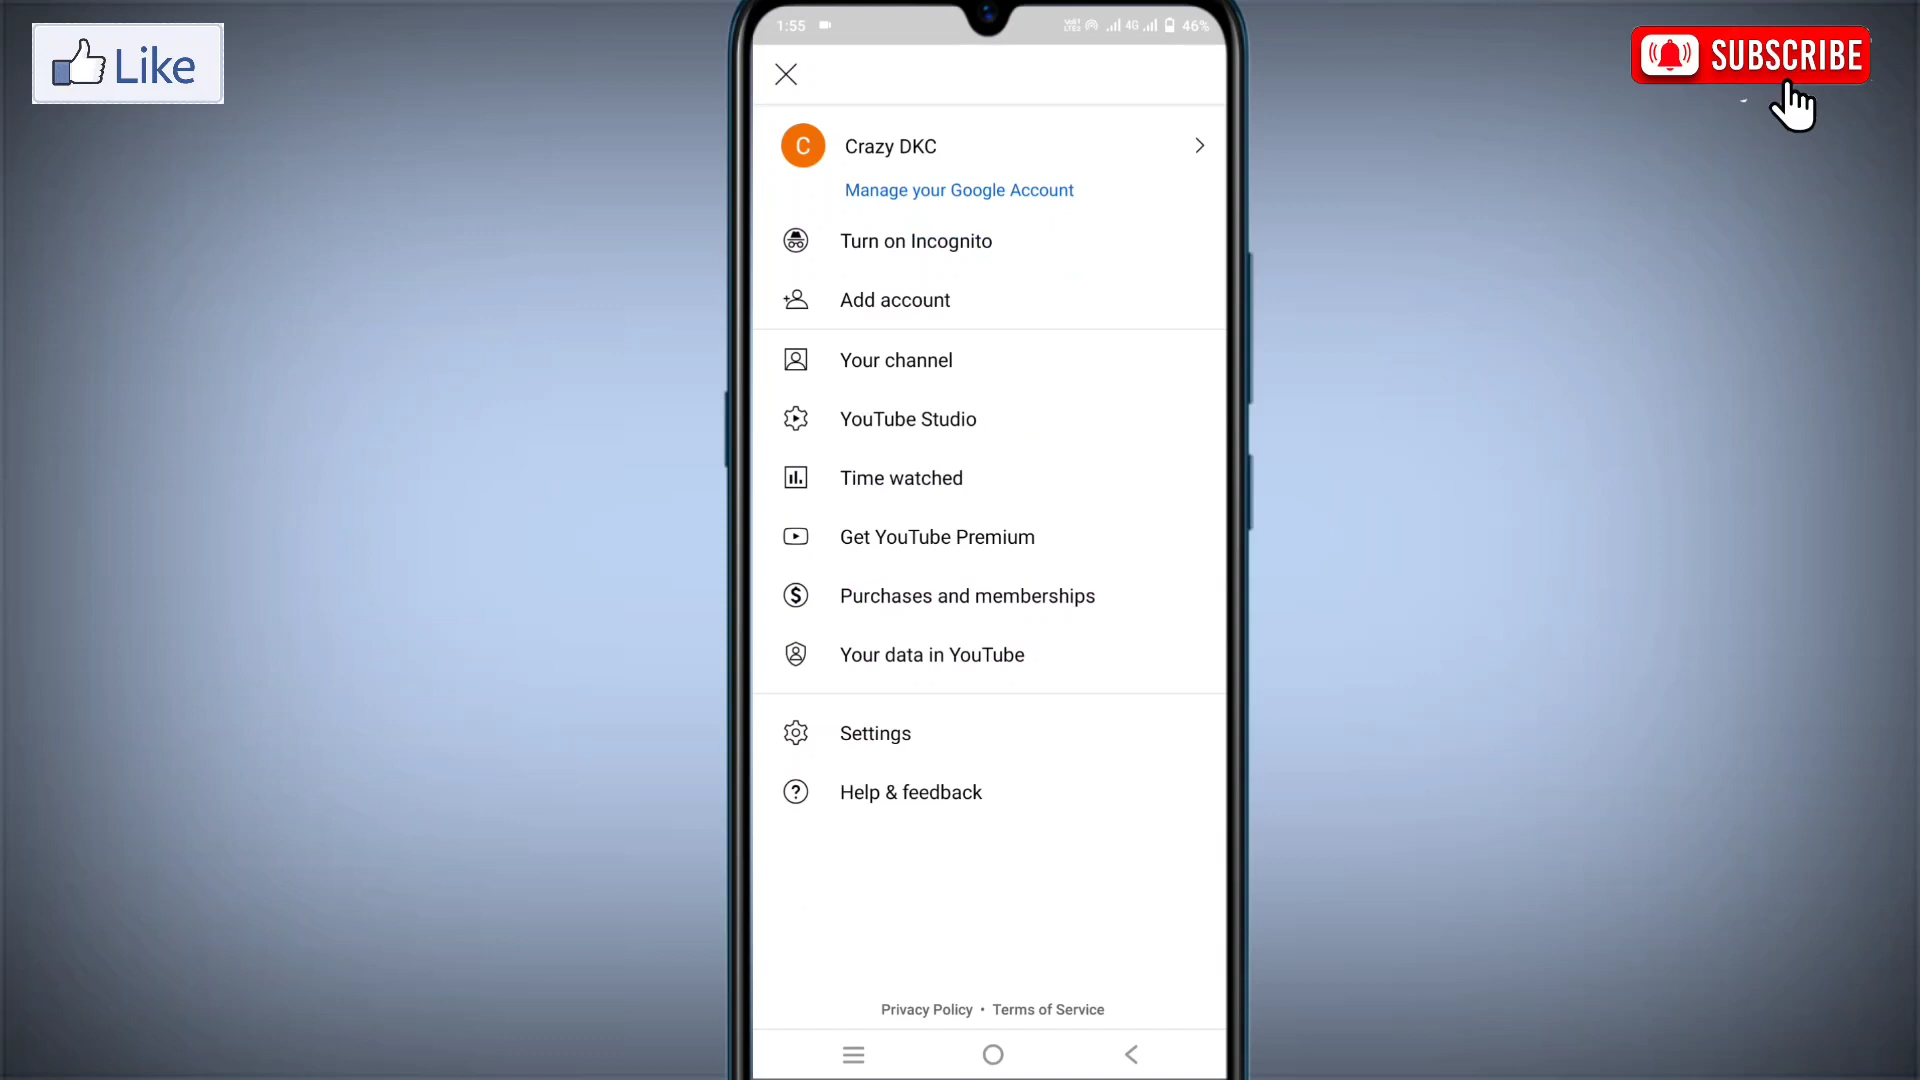 Like
SUBSCRIBE
1:55 4G 46%
C Crazy DKC
Manage your Google Account
Turn on Incognito
Add account
Your channel
YouTube Studio
Time watched
Get YouTube Premium
Purchases and memberships
Your data in YouTube
Settings
Help & feedback
Privacy Policy • Terms of Service